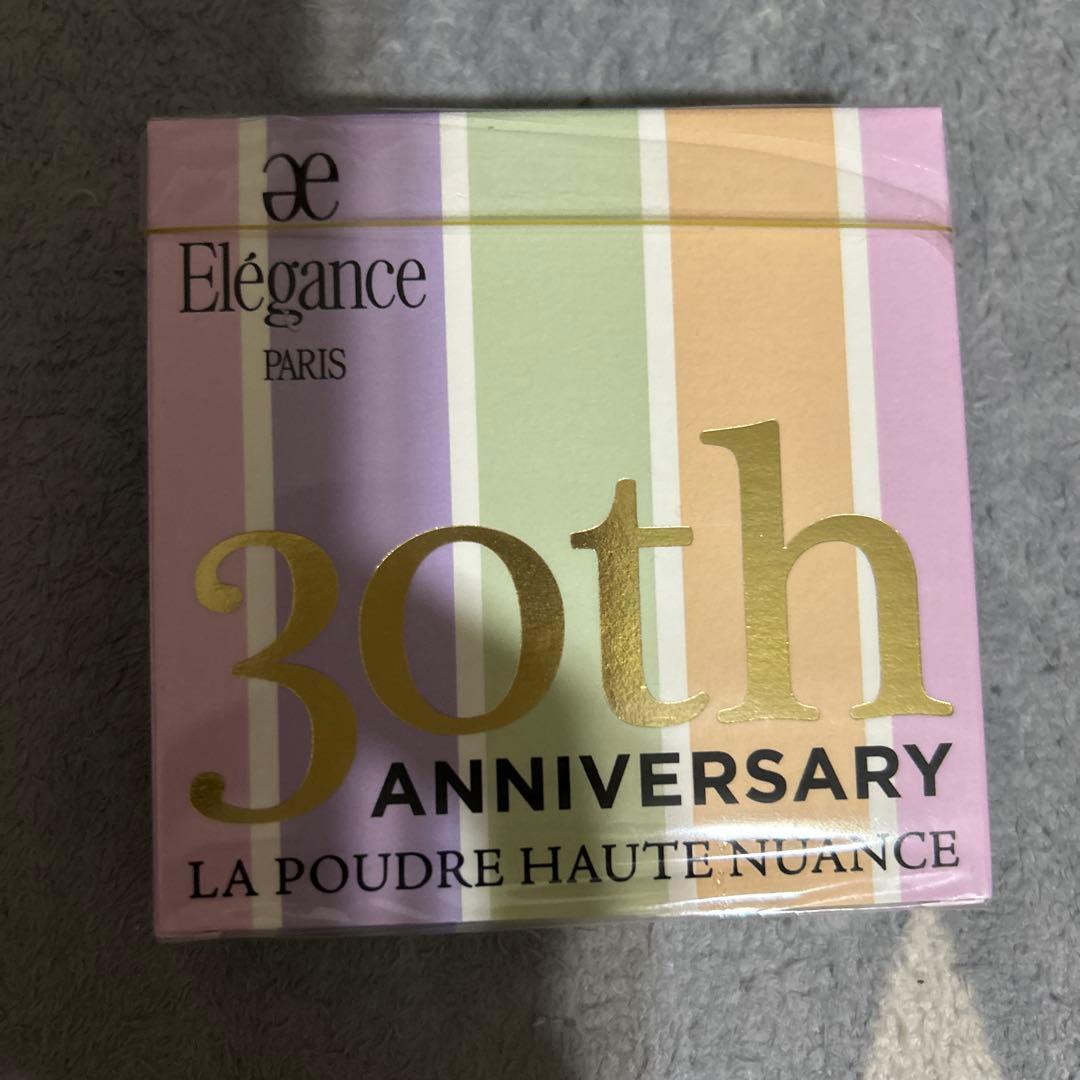 æ
Elégance
PARIS
30th
ANNIVERSARY
LA POUDRE HAUTE NUANCE